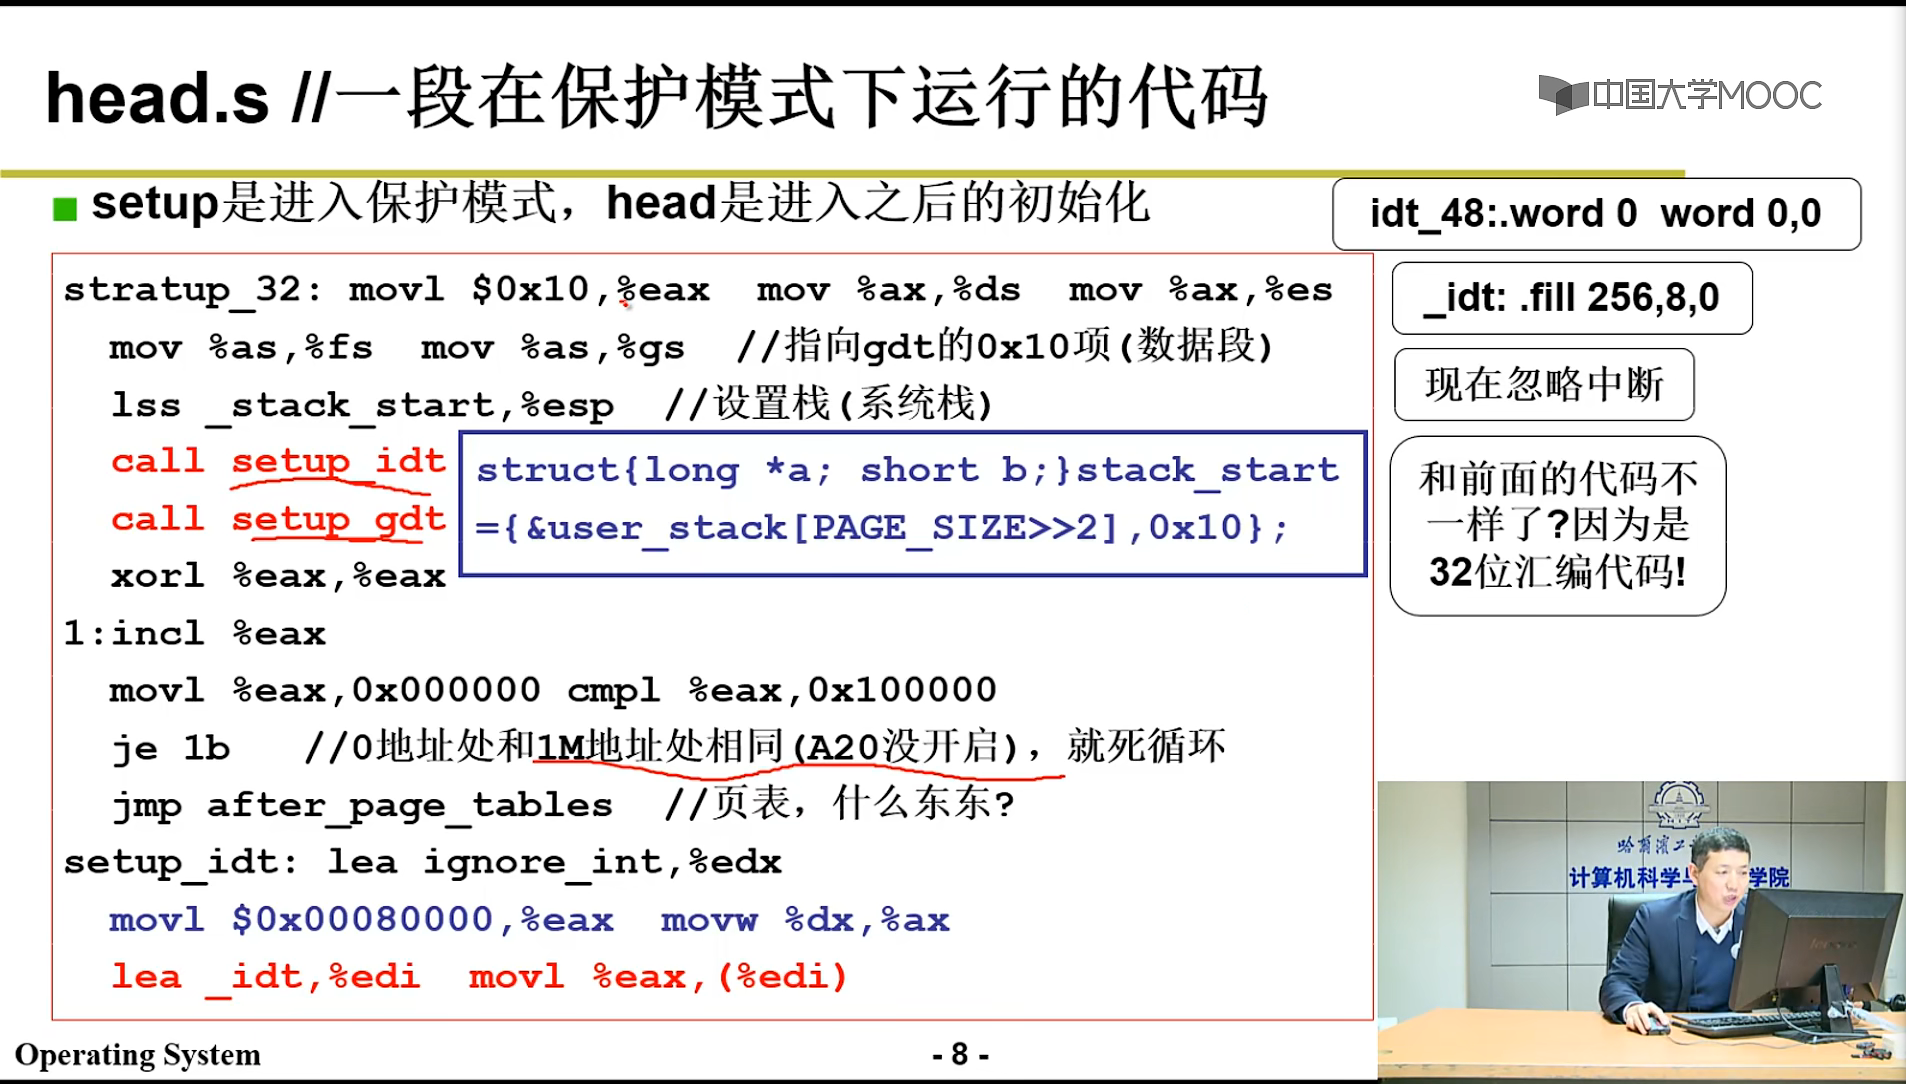 head.s //一段在保护模式下运行的代码
中国大学MOOC
setup是进入保护模式，head是进入之后的初始化
idt_48:.word 0 word 0,0
stratup_32: movl $0x10,%eax mov %ax,%ds mov %ax,%es
_idt: .fill 256,8,0
mov %as,%fs mov %as,%gs //指向gdt的0x10项(数据段)
现在忽略中断
lss _stack_start,%esp //设置栈(系统栈)
call setup_idt
struct{long *a; short b;}stack_start
={&user_stack[PAGE_SIZE>>2],0x10};
call setup_gdt
和前面的代码不
一样了?因为是
32位汇编代码!
xorl %eax,%eax
1:incl %eax
movl %eax,0x000000 cmpl %eax,0x100000
je 1b //0地址处和1M地址处相同(A20没开启)，就死循环
jmp after_page_tables //页表，什么东东?
setup_idt: lea ignore_int,%edx
movl $0x00080000,%eax movw %dx,%ax
lea _idt,%edi movl %eax,(%edi)
哈尔滨工
计算机科学与 学院
Operating System
- 8 -